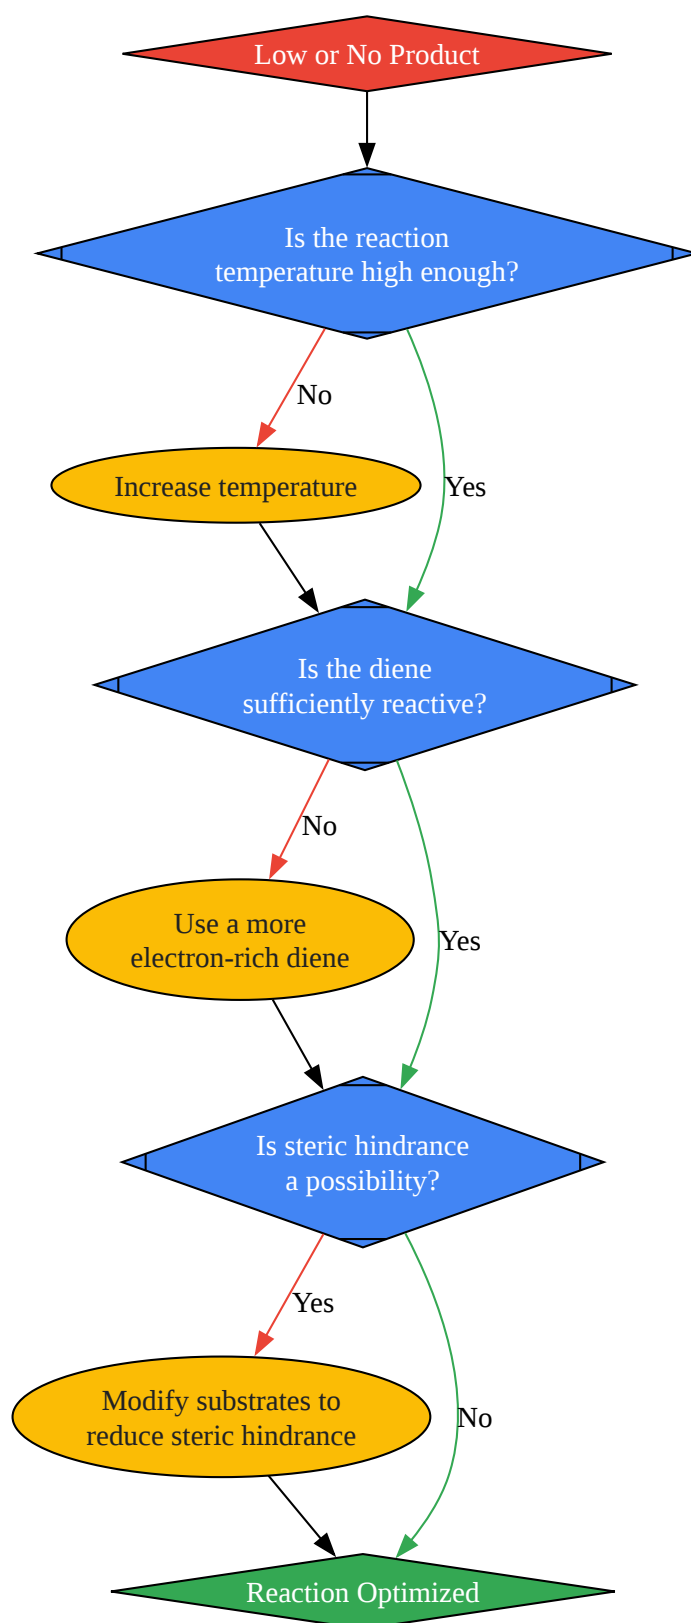 Low or No Product
Is the reaction
temperature high enough?
No
Increase temperature
Yes
Is the diene
sufficiently reactive?
No
Use a more
electron-rich diene
Yes
Is steric hindrance
a possibility?
Yes
Modify substrates to
reduce steric hindrance
No
Reaction Optimized